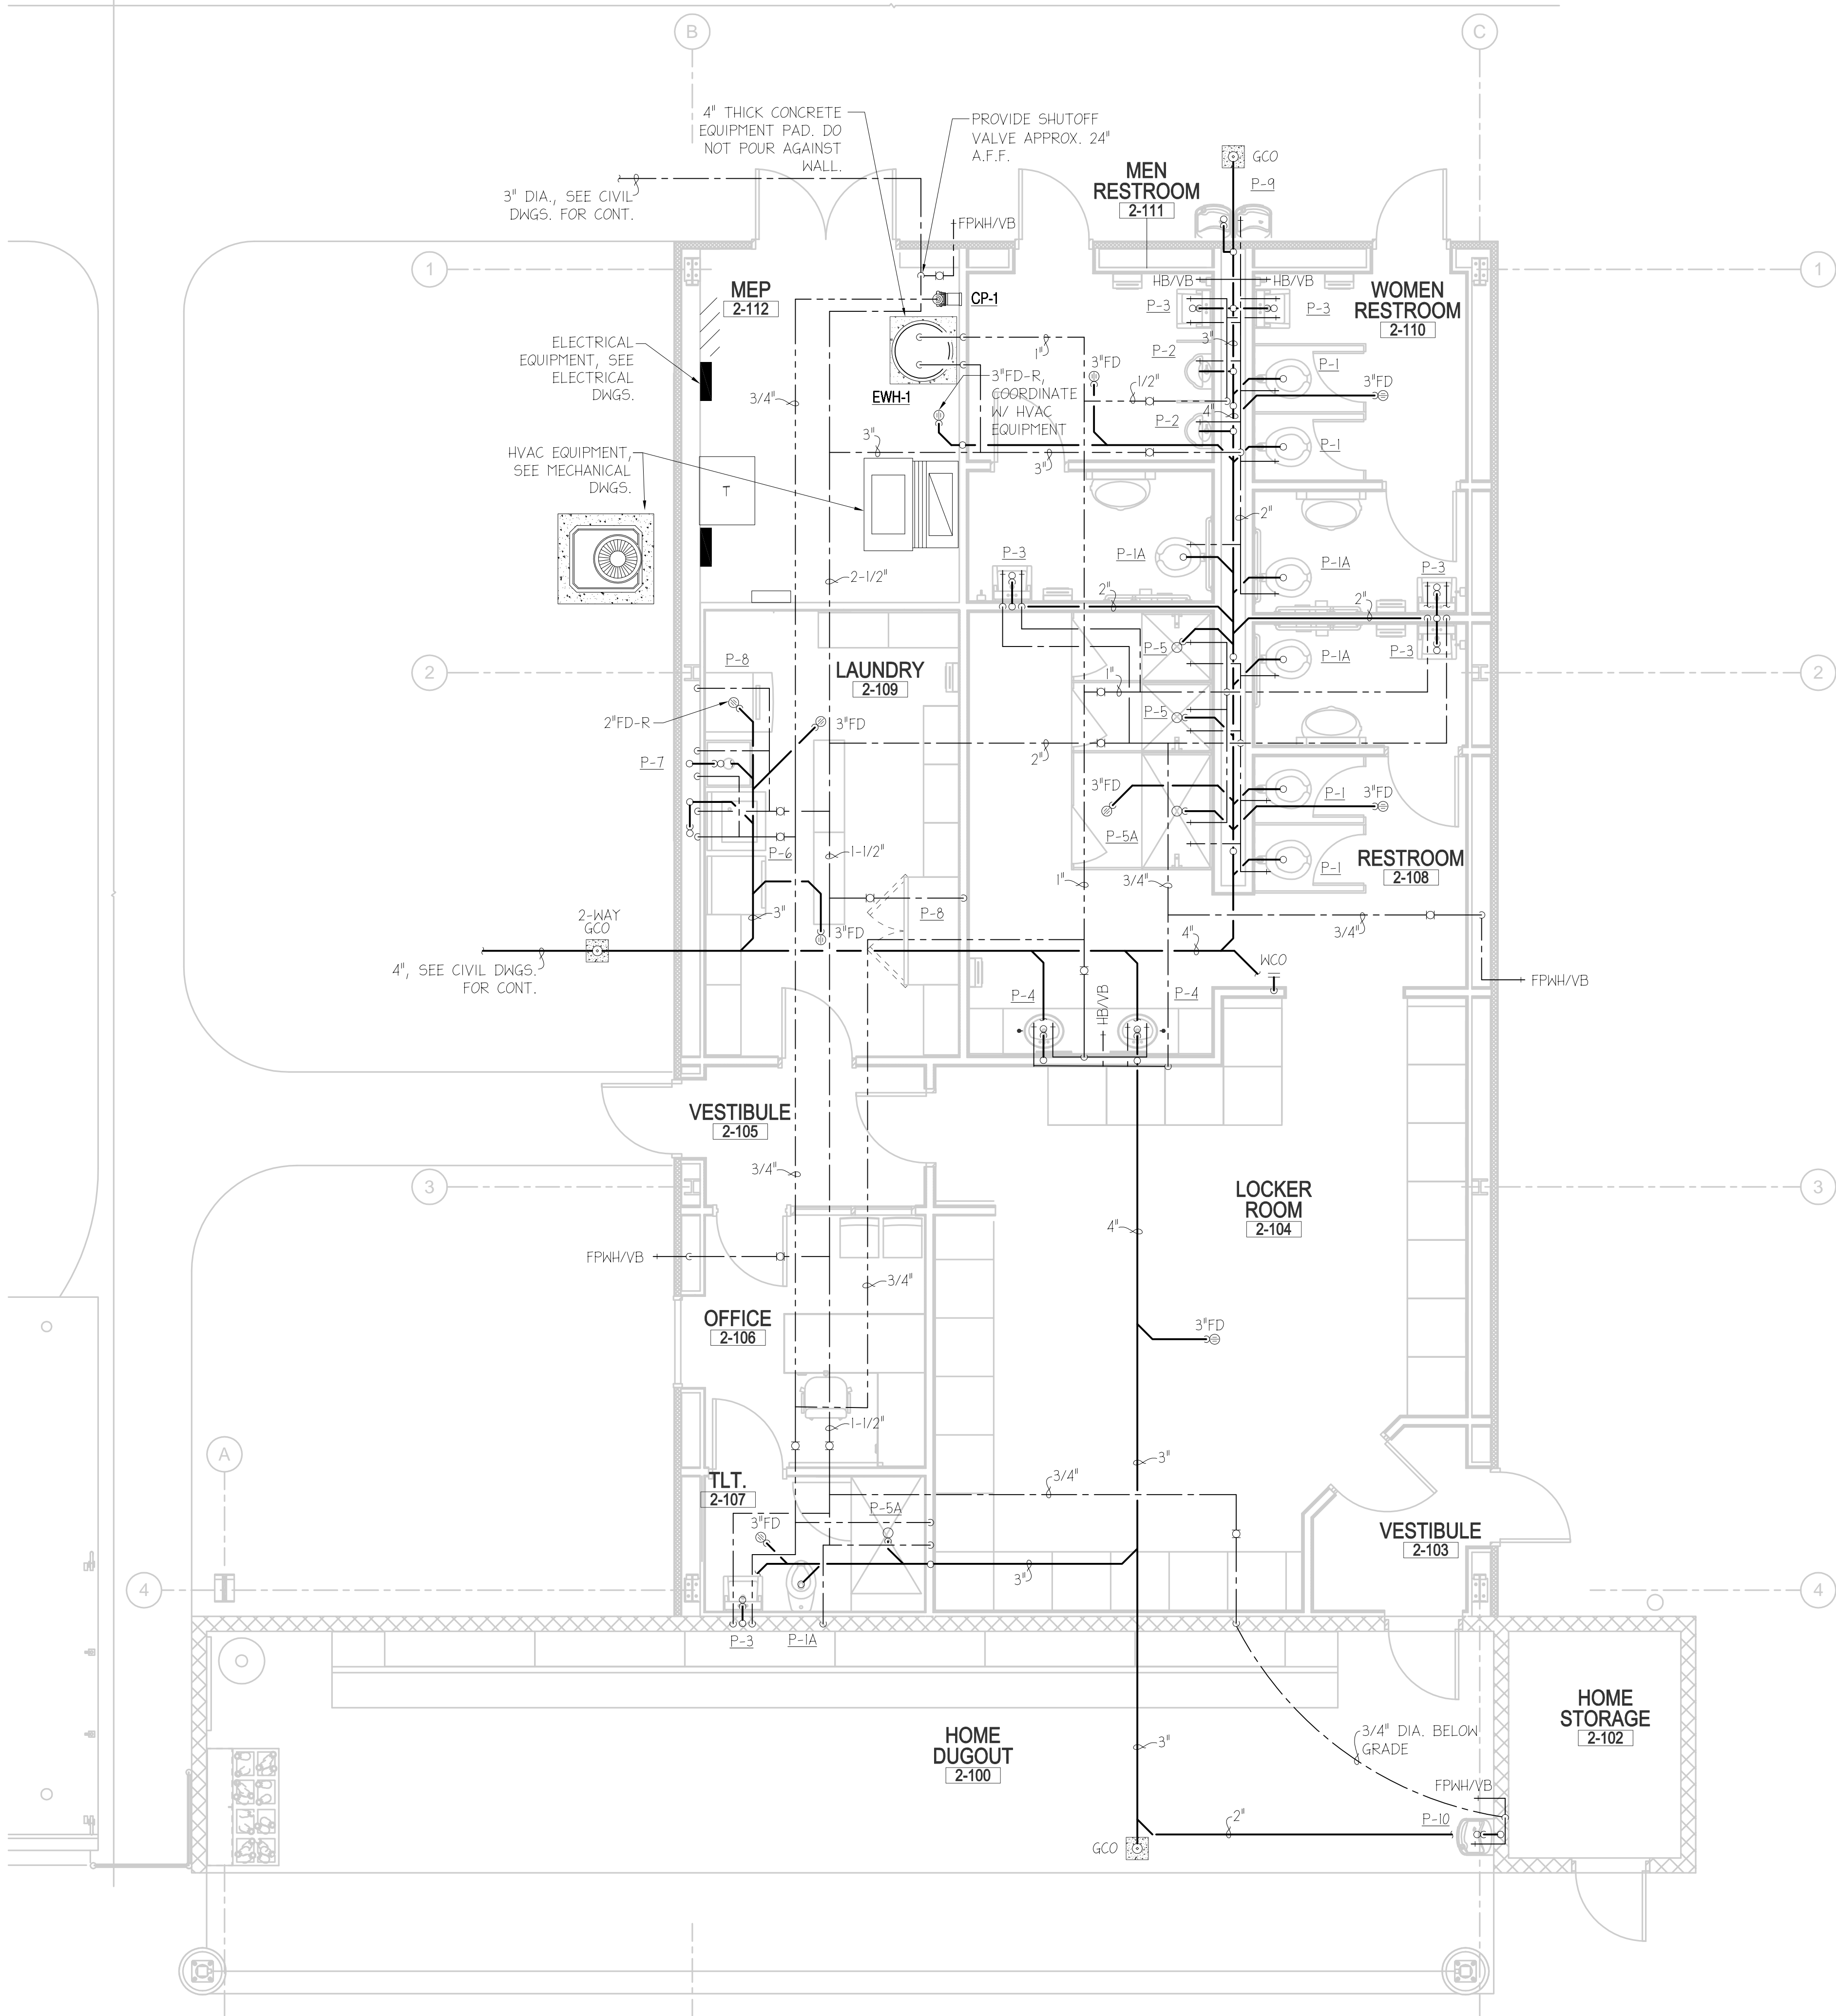 B
C
4" THICK CONCRETE
EQUIPMENT PAD. DO
NOT POUR AGAINST
WALL.
PROVIDE SHUTOFF
VALVE APPROX. 24"
A.F.F.
GCO
P-9
MEN
RESTROOM
2-111
3" DIA., SEE CIVIL
DWGS. FOR CONT.
FPWH/VB
1
1
MEP
2-112
CP-1
HB/VB
HB/VB
P-3
P-3
WOMEN
RESTROOM
2-110
ELECTRICAL
EQUIPMENT, SEE
ELECTRICAL
DWGS.
3"
1"
P-2
P-1
3"FD
3"FD
3"FD-R,
COORDINATE
W/ HVAC
EQUIPMENT
1/2"
EWH-1
3/4"
4"
P-2
P-1
3"
3"
HVAC EQUIPMENT,
SEE MECHANICAL
DWGS.
T
2"
P-3
P-1A
P-1A
P-3
2-1/2"
2"
2"
P-8
LAUNDRY
2-109
P-5
P-1A
P-3
1"
2
2
2"FD-R
3"FD
P-5
P-7
2"
3"FD
P-1
3"FD
P-5A
P-6
1-1/2"
RESTROOM
2-108
P-1
1"
3/4"
2-WAY
GCO
3"
P-8
3"FD
4"
3/4"
4", SEE CIVIL DWGS.
FOR CONT.
WCO
P-4
HB/VB
P-4
FPWH/VB
VESTIBULE
2-105
3/4"
3
3
LOCKER
ROOM
2-104
4"
FPWH/VB
3/4"
OFFICE
2-106
3"FD
1-1/2"
A
3"
TLT.
2-107
3/4"
P-5A
3"FD
VESTIBULE
2-103
3"
4
4
P-3
P-1A
HOME
DUGOUT
2-100
3"
3/4" DIA. BELOW
GRADE
HOME
STORAGE
2-102
FPWH/VB
2"
P-10
GCO